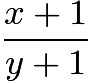 x + 1
y + 1